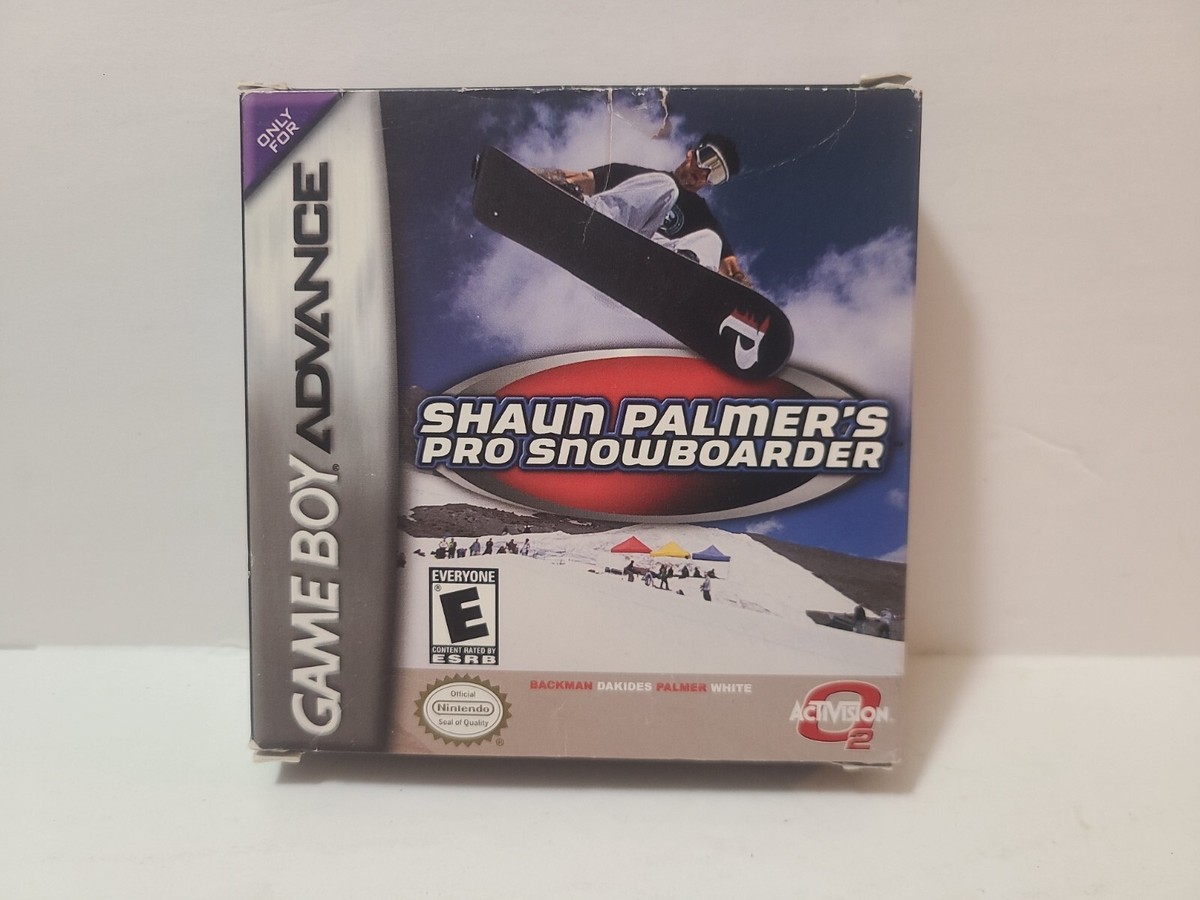 ONLY
FOR
GAME BOY ADVANCE
SHAUN PALMER'S
PRO SNOWBOARDER
EVERYONE
E
®
CONTENT RATED BY
ESRB
BACKMAN DAKIDES PALMER WHITE
Official
Nintendo
Seal of Quality
®
ACTIVISION
O2
P